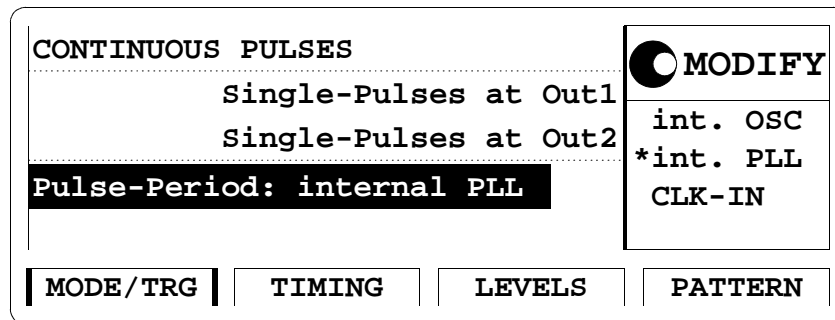 CONTINUOUS PULSES
Single-Pulses at Out1
Single-Pulses at Out2
Pulse-Period: internal PLL
MODIFY
int. OSC
*int. PLL
CLK-IN
MODE/TRG
TIMING
LEVELS
PATTERN